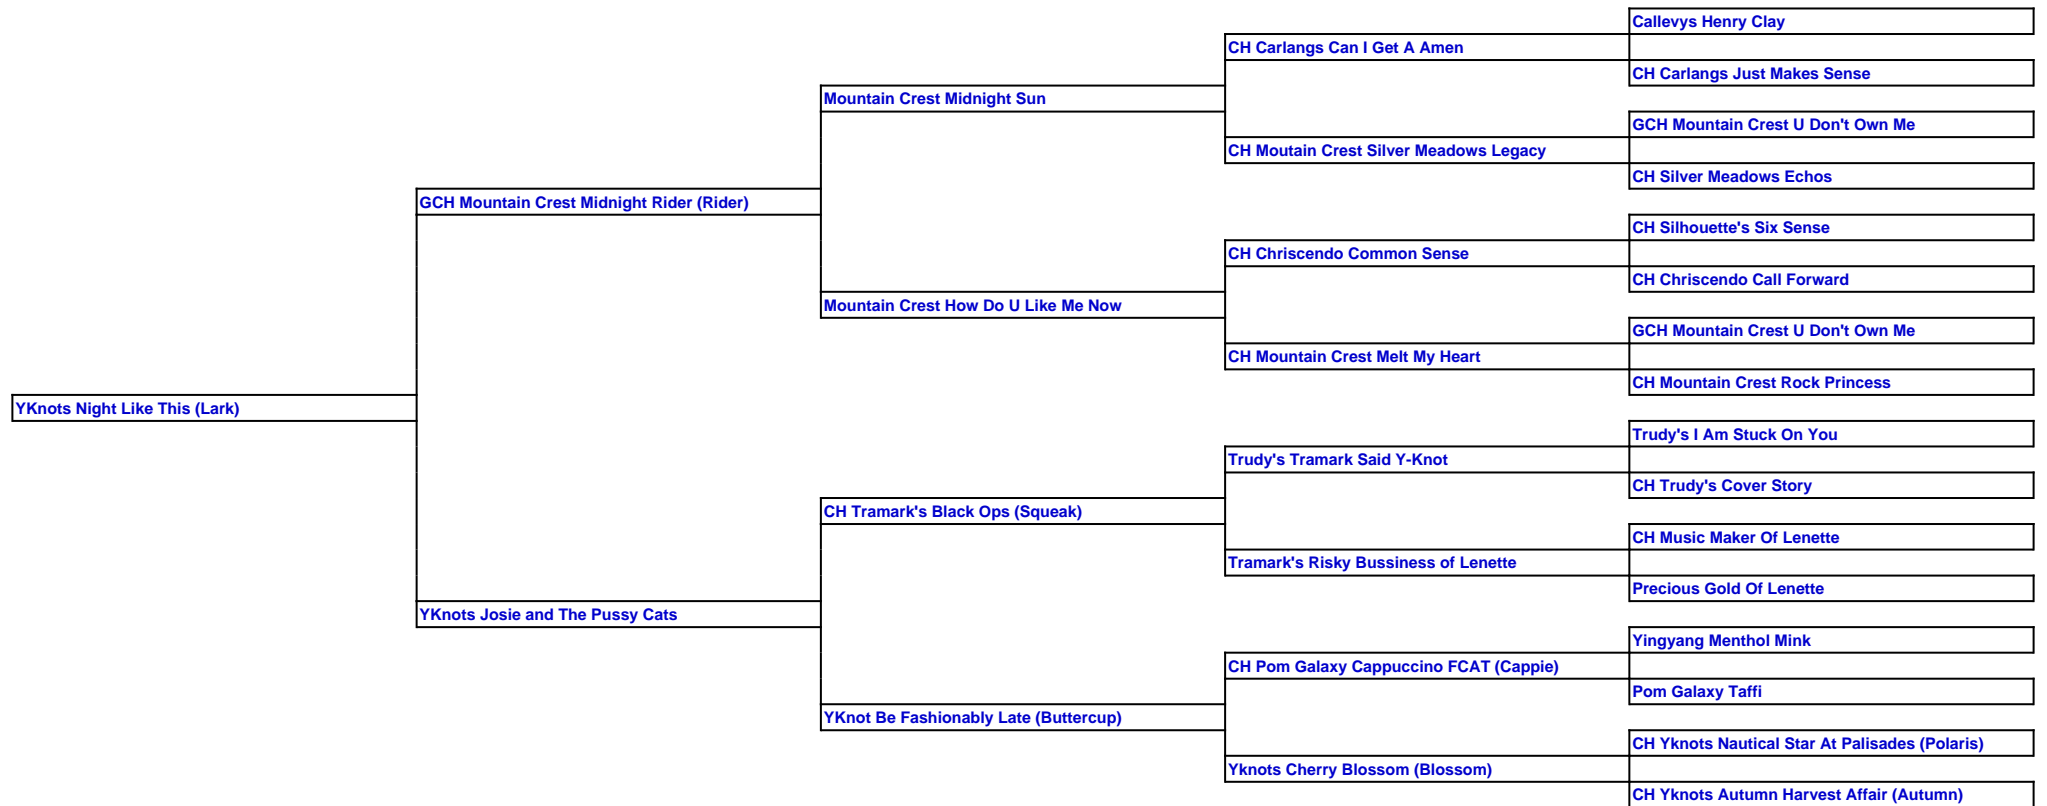 Callevys Henry Clay
CH Carlangs Can I Get A Amen
CH Carlangs Just Makes Sense
Mountain Crest Midnight Sun
GCH Mountain Crest U Don't Own Me
CH Moutain Crest Silver Meadows Legacy
CH Silver Meadows Echos
GCH Mountain Crest Midnight Rider (Rider)
CH Silhouette's Six Sense
CH Chriscendo Common Sense
CH Chriscendo Call Forward
Mountain Crest How Do U Like Me Now
GCH Mountain Crest U Don't Own Me
CH Mountain Crest Melt My Heart
CH Mountain Crest Rock Princess
YKnots Night Like This (Lark)
Trudy's I Am Stuck On You
Trudy's Tramark Said Y-Knot
CH Trudy's Cover Story
CH Tramark's Black Ops (Squeak)
CH Music Maker Of Lenette
Tramark's Risky Bussiness of Lenette
Precious Gold Of Lenette
YKnots Josie and The Pussy Cats
Yingyang Menthol Mink
CH Pom Galaxy Cappuccino FCAT (Cappie)
Pom Galaxy Taffi
YKnot Be Fashionably Late (Buttercup)
CH Yknots Nautical Star At Palisades (Polaris)
Yknots Cherry Blossom (Blossom)
CH Yknots Autumn Harvest Affair (Autumn)